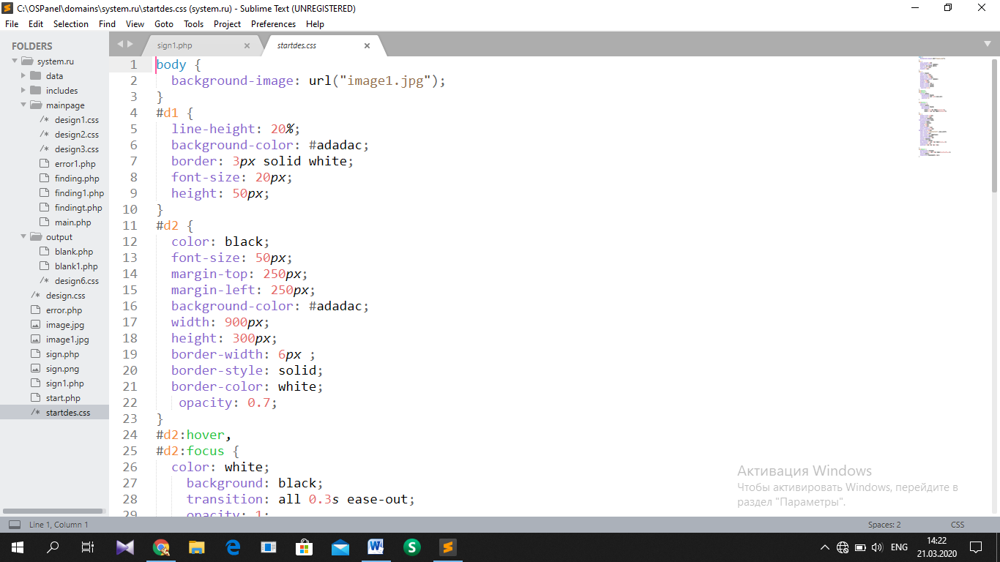 C:\OSPanel\domains\system.ru\startdes.css (system.ru) - Sublime Text (UNREGISTERED)
File Edit Selection Find View Goto Tools Project Preferences Help
FOLDERS
system.ru
data
includes
mainpage
/* design1.css
/* design2.css
/* design3.css
error1.php
finding.php
finding1.php
findingt.php
main.php
output
blank.php
blank1.php
/* design6.css
/* design.css
error.php
image.jpg
image1.jpg
sign.php
sign.png
sign1.php
start.php
/* startdes.css
sign1.php × startdes.css ×
1 body {
2 background-image: url("image1.jpg");
3 }
4 #d1 {
5 line-height: 20%;
6 background-color: #adadac;
7 border: 3px solid white;
8 font-size: 20px;
9 height: 50px;
10 }
11 #d2 {
12 color: black;
13 font-size: 50px;
14 margin-top: 250px;
15 margin-left: 250px;
16 background-color: #adadac;
17 width: 900px;
18 height: 300px;
19 border-width: 6px ;
20 border-style: solid;
21 border-color: white;
22 opacity: 0.7;
23 }
24 #d2:hover,
25 #d2:focus {
26 color: white;
27 background: black;
28 transition: all 0.3s ease-out;
29 opacity: 1;
Активация Windows
Чтобы активировать Windows, перейдите в
раздел "Параметры".
Line 1, Column 1 Spaces: 2 CSS
ENG 14:22
21.03.2020